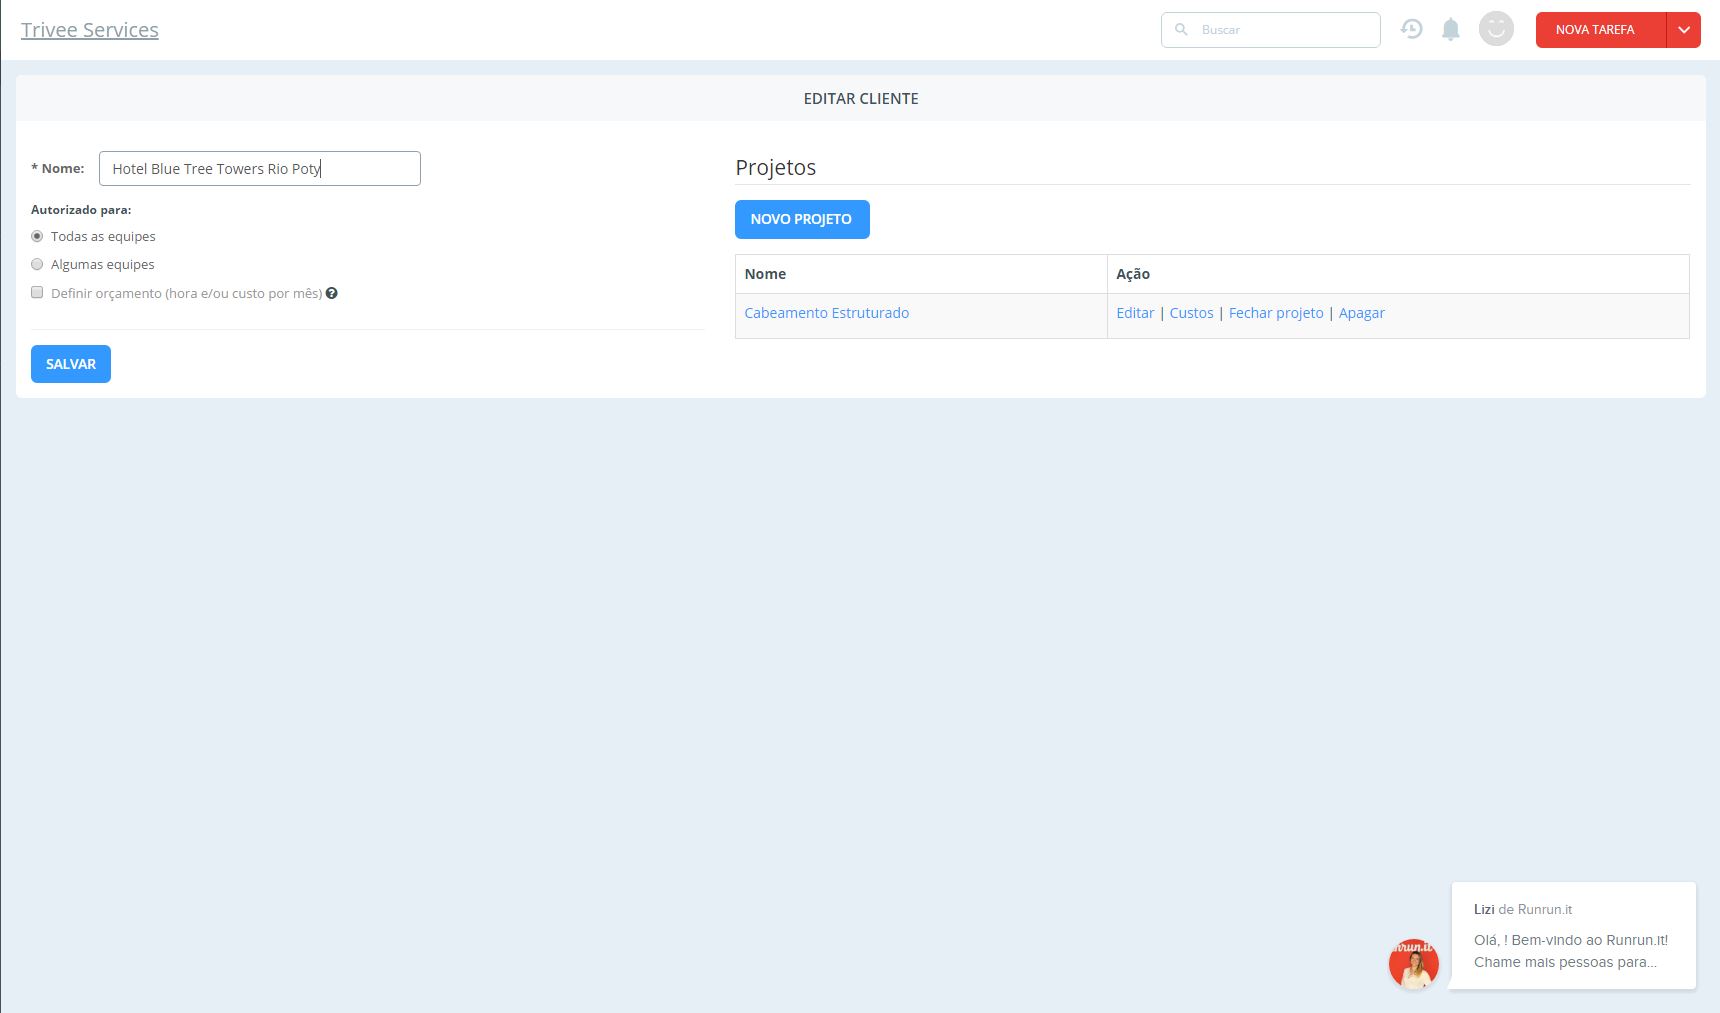 Trivee Services
Buscar
NOVA TAREFA
EDITAR CLIENTE
* Nome: Hotel Blue Tree Towers Rio Poty
Autorizado para:
Todas as equipes
Algumas equipes
Definir orçamento (hora e/ou custo por mês) ?
SALVAR
Projetos
NOVO PROJETO
Nome Ação
Cabeamento Estruturado Editar | Custos | Fechar projeto | Apagar
Lizi de Runrun.it
Olá, ! Bem-vindo ao Runrun.it!
Chame mais pessoas para...